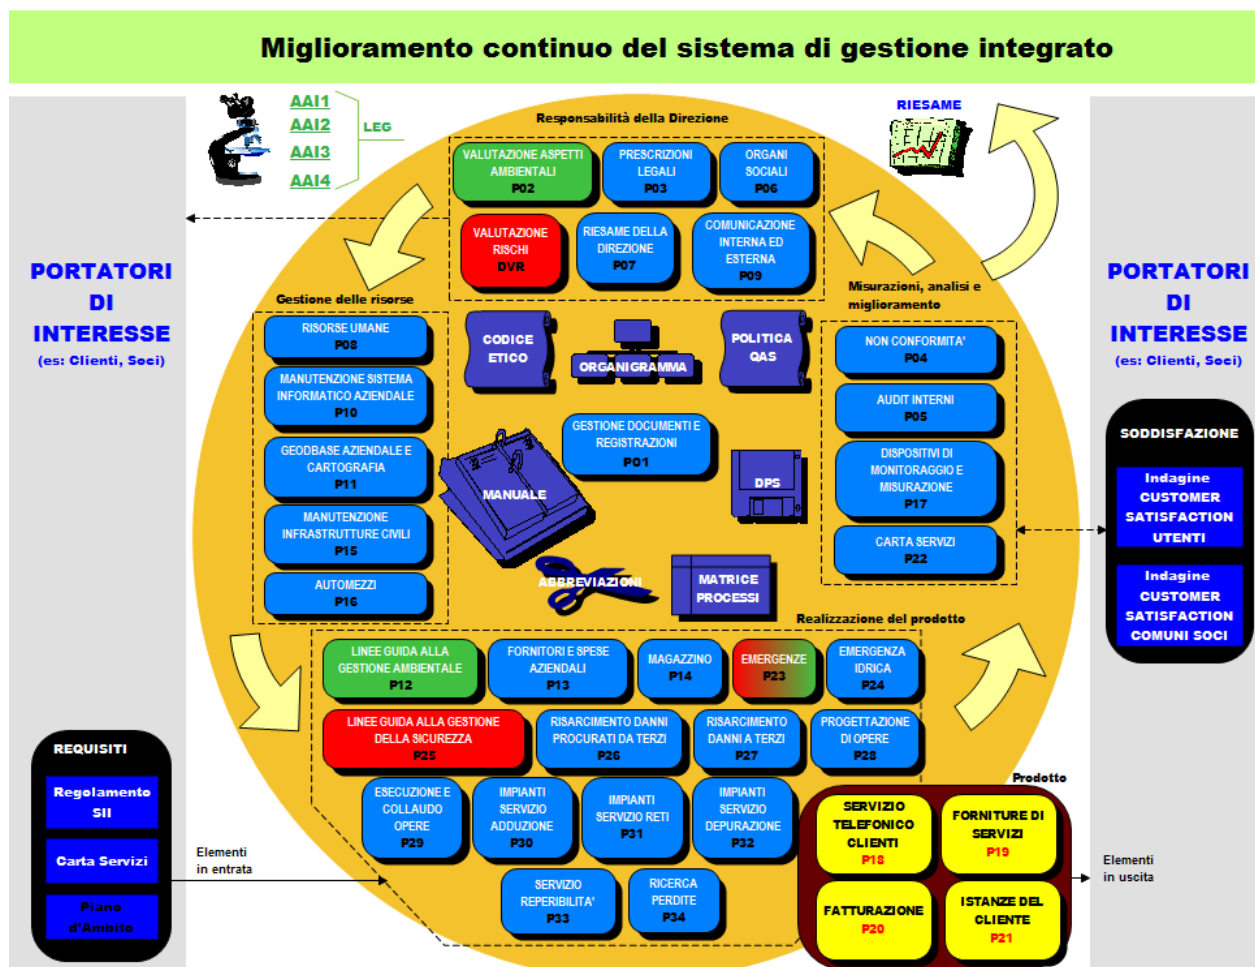 Miglioramento continuo del sistema di gestione integrato
AAI1
AAI2
AAI3
AAI4
LEG
Responsabilità della Direzione
RIESAME
VALUTAZIONE ASPETTI
AMBIENTALI
P02
PRESCRIZIONI
LEGALI
P03
ORGANI
SOCIALI
P06
VALUTAZIONE
RISCHI
DVR
RIESAME DELLA
DIREZIONE
P07
COMUNICAZIONE
INTERNA ED
ESTERNA
P09
PORTATORI
DI
INTERESSE
(es: Clienti, Soci)
Gestione delle risorse
RISORSE UMANE
P08
MANUTENZIONE SISTEMA
INFORMATICO AZIENDALE
P10
GEODBASE AZIENDALE E
CARTOGRAFIA
P11
MANUTENZIONE
INFRASTRUTTURE CIVILI
P15
AUTOMEZZI
P16
CODICE
ETICO
ORGANIGRAMMA
POLITICA
QAS
GESTIONE DOCUMENTI E
REGISTRAZIONI
P01
MANUALE
DPS
ABBREVIAZIONI
MATRICE
PROCESSI
Misurazioni, analisi e
miglioramento
NON CONFORMITA'
P04
AUDIT INTERNI
P05
DISPOSITIVI DI
MONITORAGGIO E
MISURAZIONE
P17
CARTA SERVIZI
P22
PORTATORI
DI
INTERESSE
(es: Clienti, Soci)
SODDISFAZIONE
Indagine
CUSTOMER
SATISFACTION
UTENTI
Indagine
CUSTOMER
SATISFACTION
COMUNI SOCI
Realizzazione del prodotto
LINEE GUIDA ALLA
GESTIONE AMBIENTALE
P12
FORNITORI E SPESE
AZIENDALI
P13
MAGAZZINO
P14
EMERGENZE
P23
EMERGENZA
IDRICA
P24
LINEE GUIDA ALLA GESTIONE
DELLA SICUREZZA
P25
RISARCIMENTO DANNI
PROCURATI DA TERZI
P26
RISARCIMENTO
DANNI A TERZI
P27
PROGETTAZIONE
DI OPERE
P28
ESECUZIONE E
COLLAUDO
OPERE
P29
IMPIANTI
SERVIZIO
ADDUZIONE
P30
IMPIANTI
SERVIZIO RETI
P31
IMPIANTI
SERVIZIO
DEPURAZIONE
P32
SERVIZIO
REPERIBILITA'
P33
RICERCA
PERDITE
P34
REQUISITI
Regolamento
SII
Carta Servizi
Piano
d'Ambito
Elementi
in entrata
Prodotto
SERVIZIO
TELEFONICO
CLIENTI
P18
FORNITURE DI
SERVIZI
P19
FATTURAZIONE
P20
ISTANZE DEL
CLIENTE
P21
Elementi
in uscita